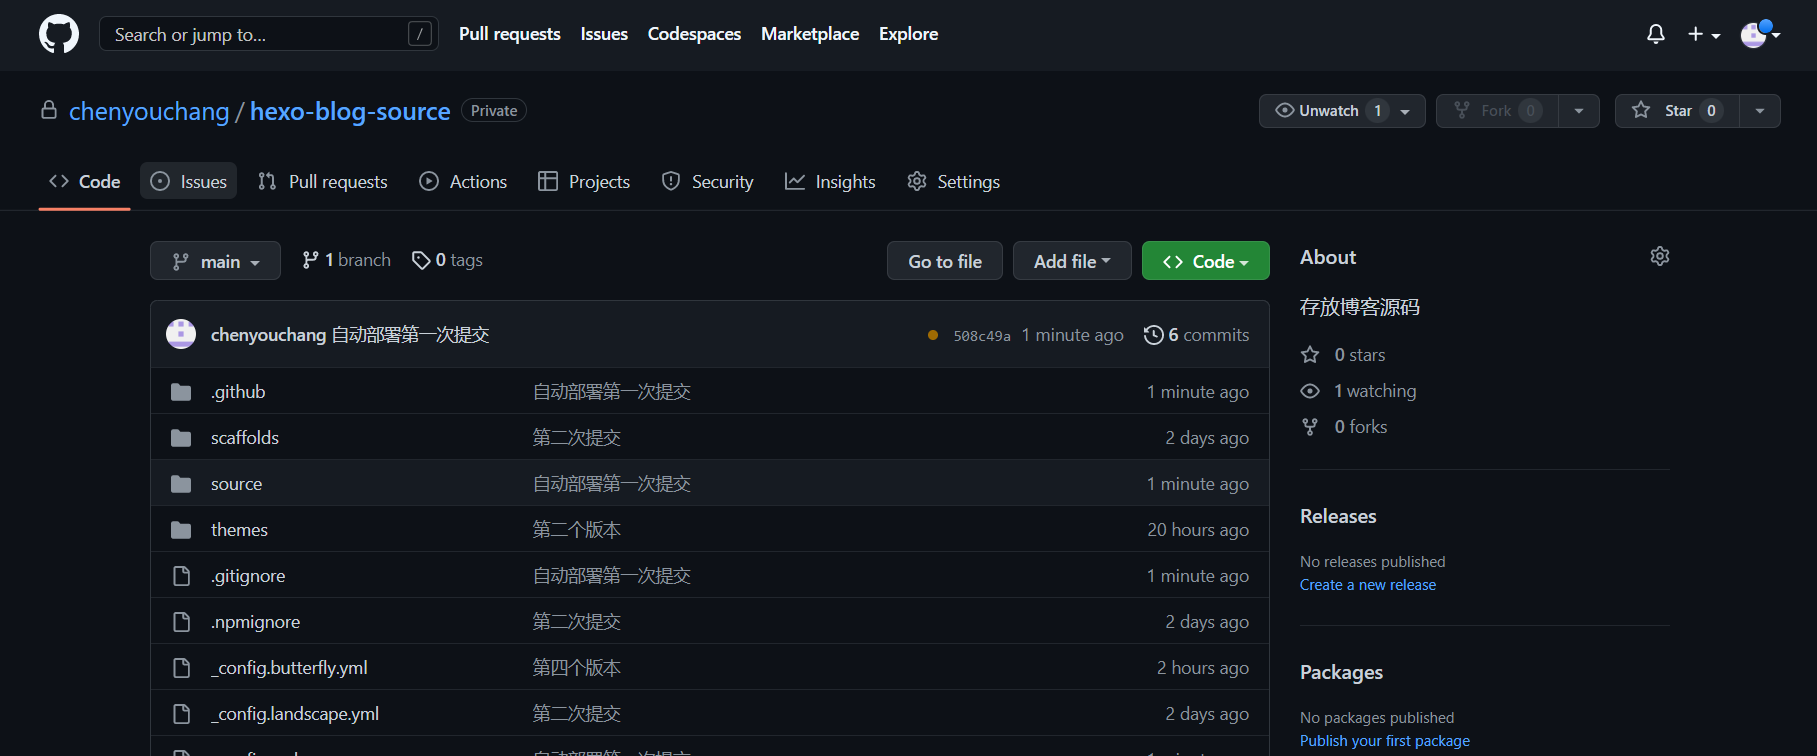 Search or jump to... / Pull requests Issues Codespaces Marketplace Explore
chenyouchang / hexo-blog-source Private Unwatch 1 Fork 0 Star 0
Code Issues Pull requests Actions Projects Security Insights Settings
main 1 branch 0 tags Go to file Add file Code
chenyouchang 自动部署第一次提交 508c49a 1 minute ago 6 commits
.github 自动部署第一次提交 1 minute ago
scaffolds 第二次提交 2 days ago
source 自动部署第一次提交 1 minute ago
themes 第二个版本 20 hours ago
.gitignore 自动部署第一次提交 1 minute ago
.npmignore 第二次提交 2 days ago
_config.butterfly.yml 第四个版本 2 hours ago
_config.landscape.yml 第二次提交 2 days ago
About
存放博客源码
0 stars
1 watching
0 forks
Releases
No releases published
Create a new release
Packages
No packages published
Publish your first package